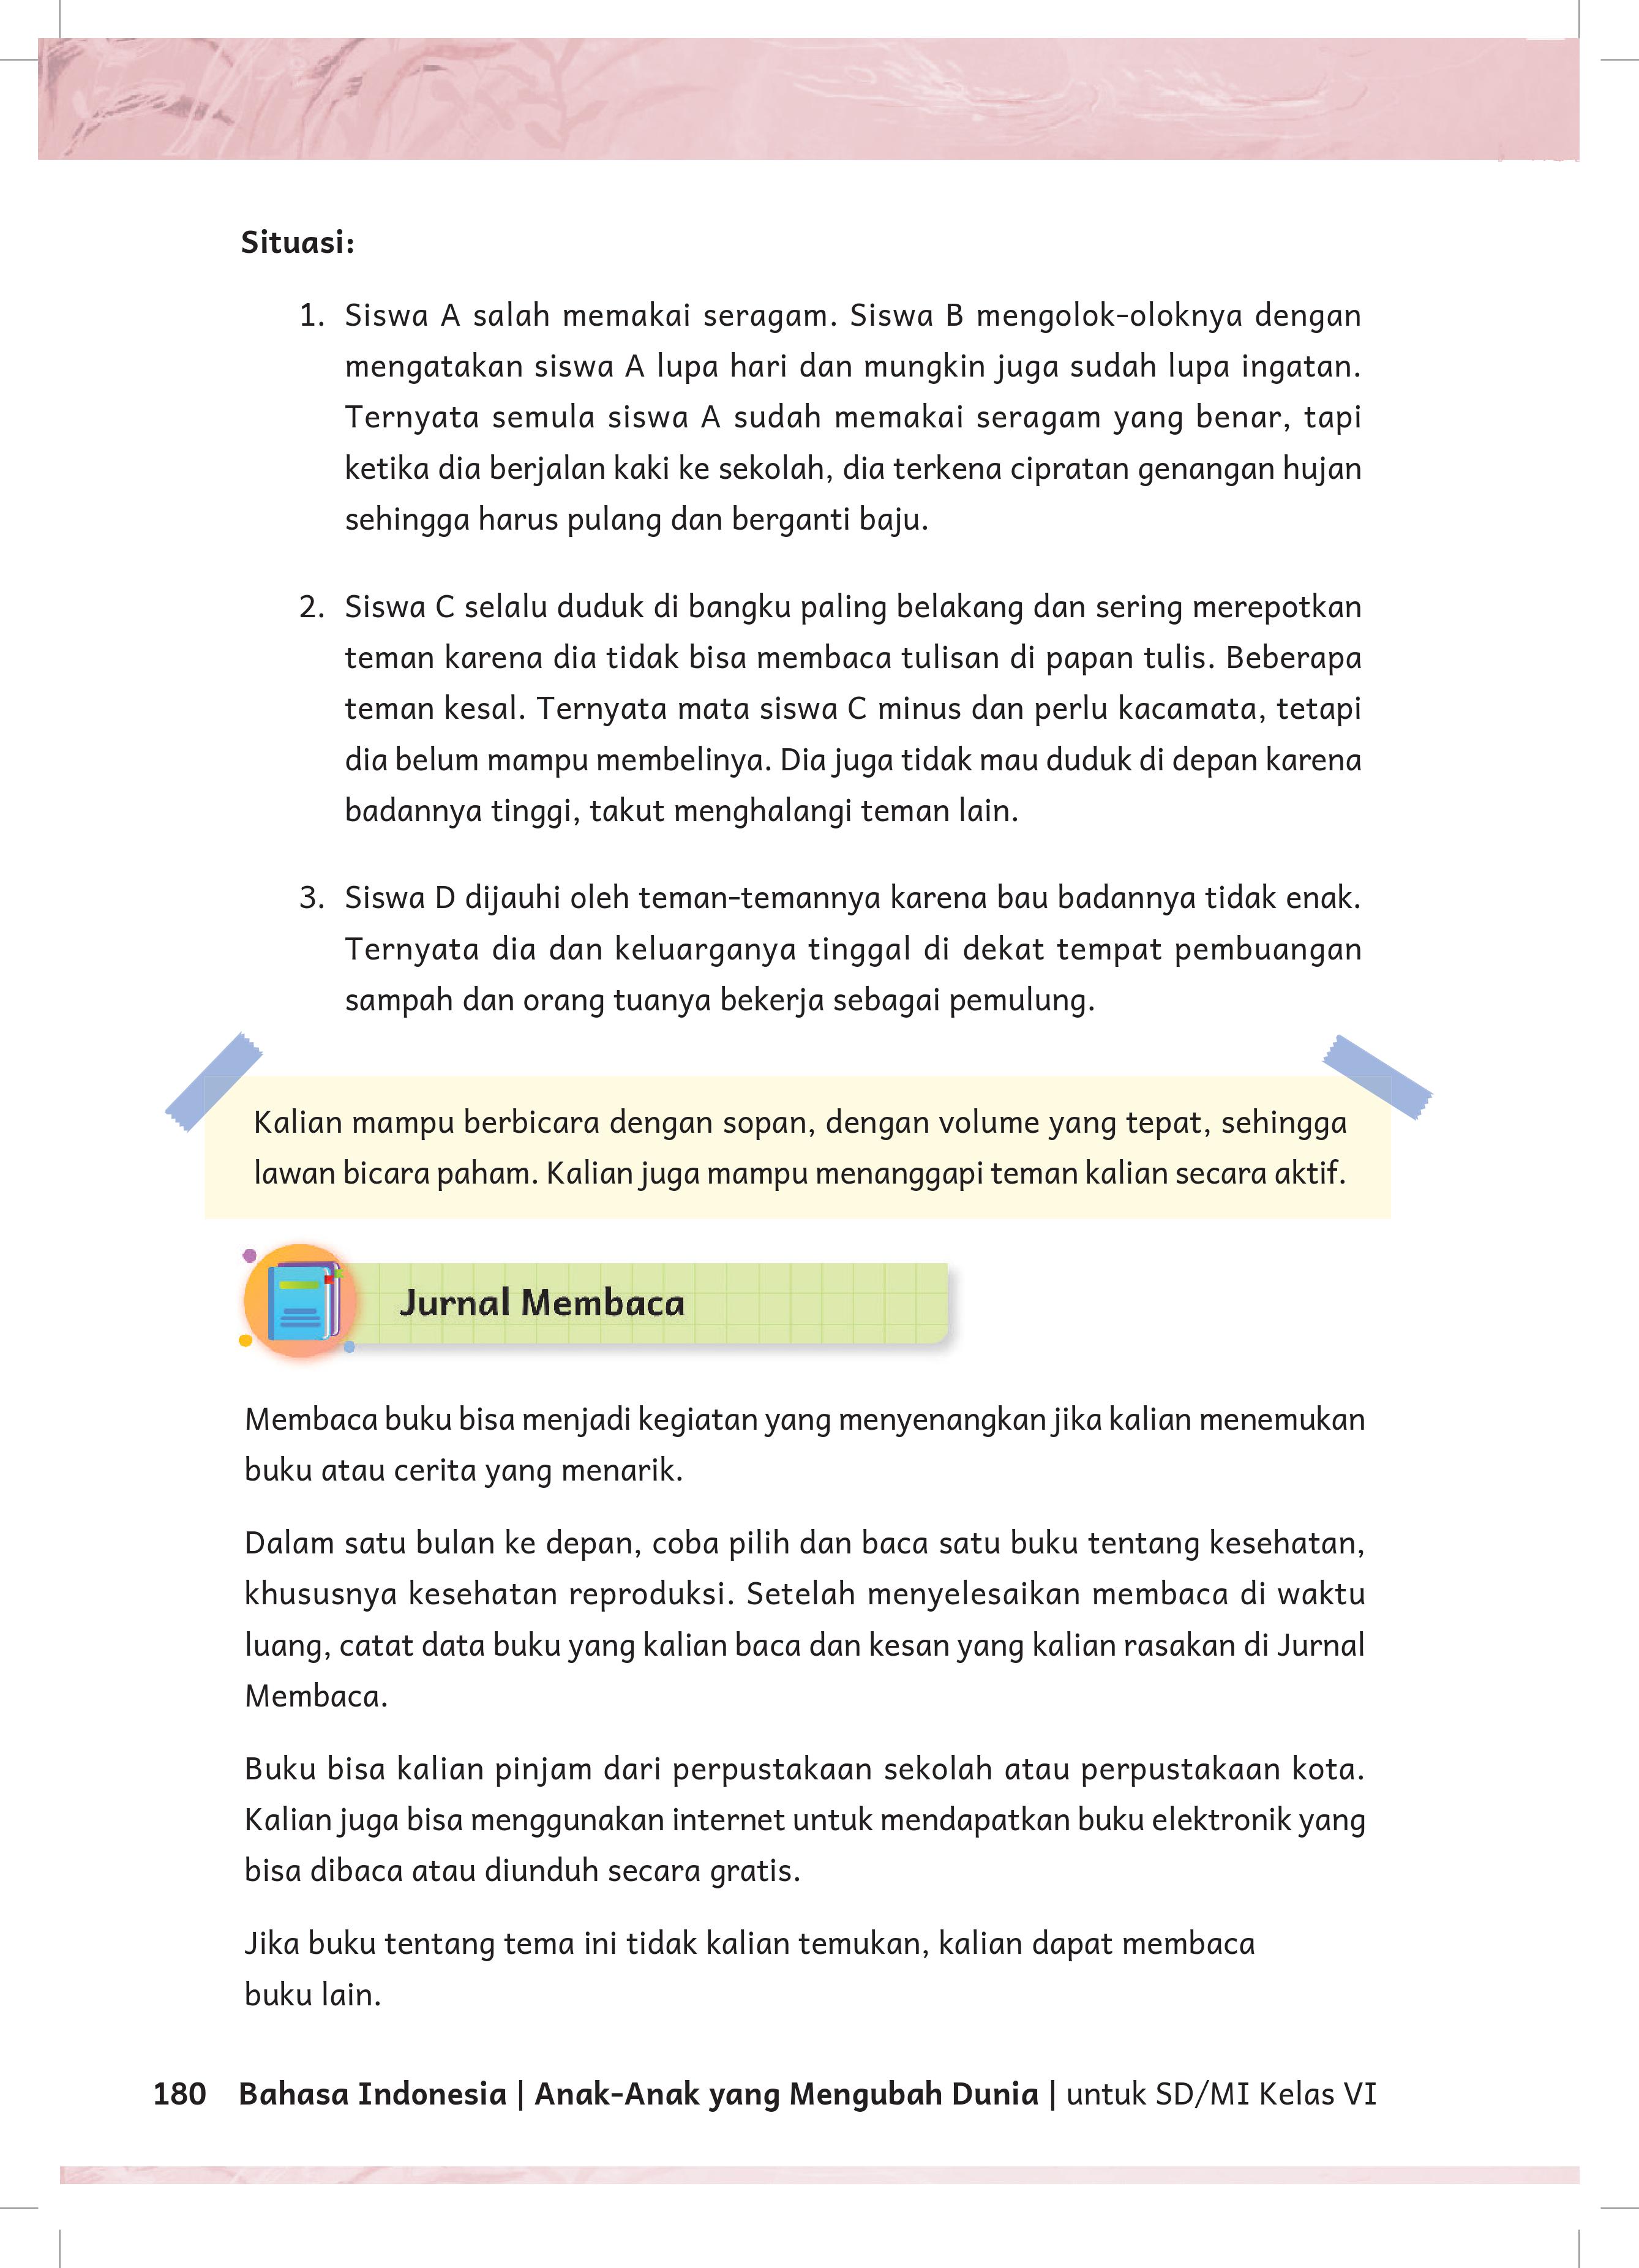 Situasi:
1. Siswa A salah memakai seragam. Siswa B mengolok-oloknya dengan
mengatakan siswa A lupa hari dan mungkin juga sudah lupa ingatan.
Ternyata semula siswa A sudah memakai seragam yang benar, tapi
ketika dia berjalan kaki ke sekolah, dia terkena cipratan genangan hujan
sehingga harus pulang dan berganti baju.
2. Siswa C selalu duduk di bangku paling belakang dan sering merepotkan
teman karena dia tidak bisa membaca tulisan di papan tulis. Beberapa
teman kesal. Ternyata mata siswa C minus dan perlu kacamata, tetapi
dia belum mampu membelinya. Dia juga tidak mau duduk di depan karena
badannya tinggi, takut menghalangi teman lain.
3. Siswa D dijauhi oleh teman-temannya karena bau badannya tidak enak.
Ternyata dia dan keluarganya tinggal di dekat tempat pembuangan
sampah dan orang tuanya bekerja sebagai pemulung.
Kalian mampu berbicara dengan sopan, dengan volume yang tepat, sehingga
lawan bicara paham. Kalian juga mampu menanggapi teman kalian secara aktif.
Jurnal Membaca
Membaca buku bisa menjadi kegiatan yang menyenangkan jika kalian menemukan
buku atau cerita yang menarik.
Dalam satu bulan ke depan, coba pilih dan baca satu buku tentang kesehatan,
khususnya kesehatan reproduksi. Setelah menyelesaikan membaca di waktu
luang, catat data buku yang kalian baca dan kesan yang kalian rasakan di Jurnal
Membaca.
Buku bisa kalian pinjam dari perpustakaan sekolah atau perpustakaan kota.
Kalian juga bisa menggunakan internet untuk mendapatkan buku elektronik yang
bisa dibaca atau diunduh secara gratis.
Jika buku tentang tema ini tidak kalian temukan, kalian dapat membaca
buku lain.
180 Bahasa Indonesia | Anak-Anak yang Mengubah Dunia | untuk SD/MI Kelas VI